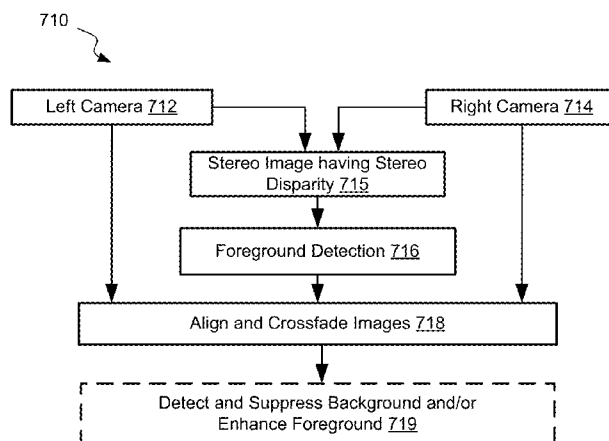 710
Left Camera 712
Right Camera 714
Stereo Image having Stereo
Disparity 715
Foreground Detection 716
Align and Crossfade Images 718
Detect and Suppress Background and/or
Enhance Foreground 719